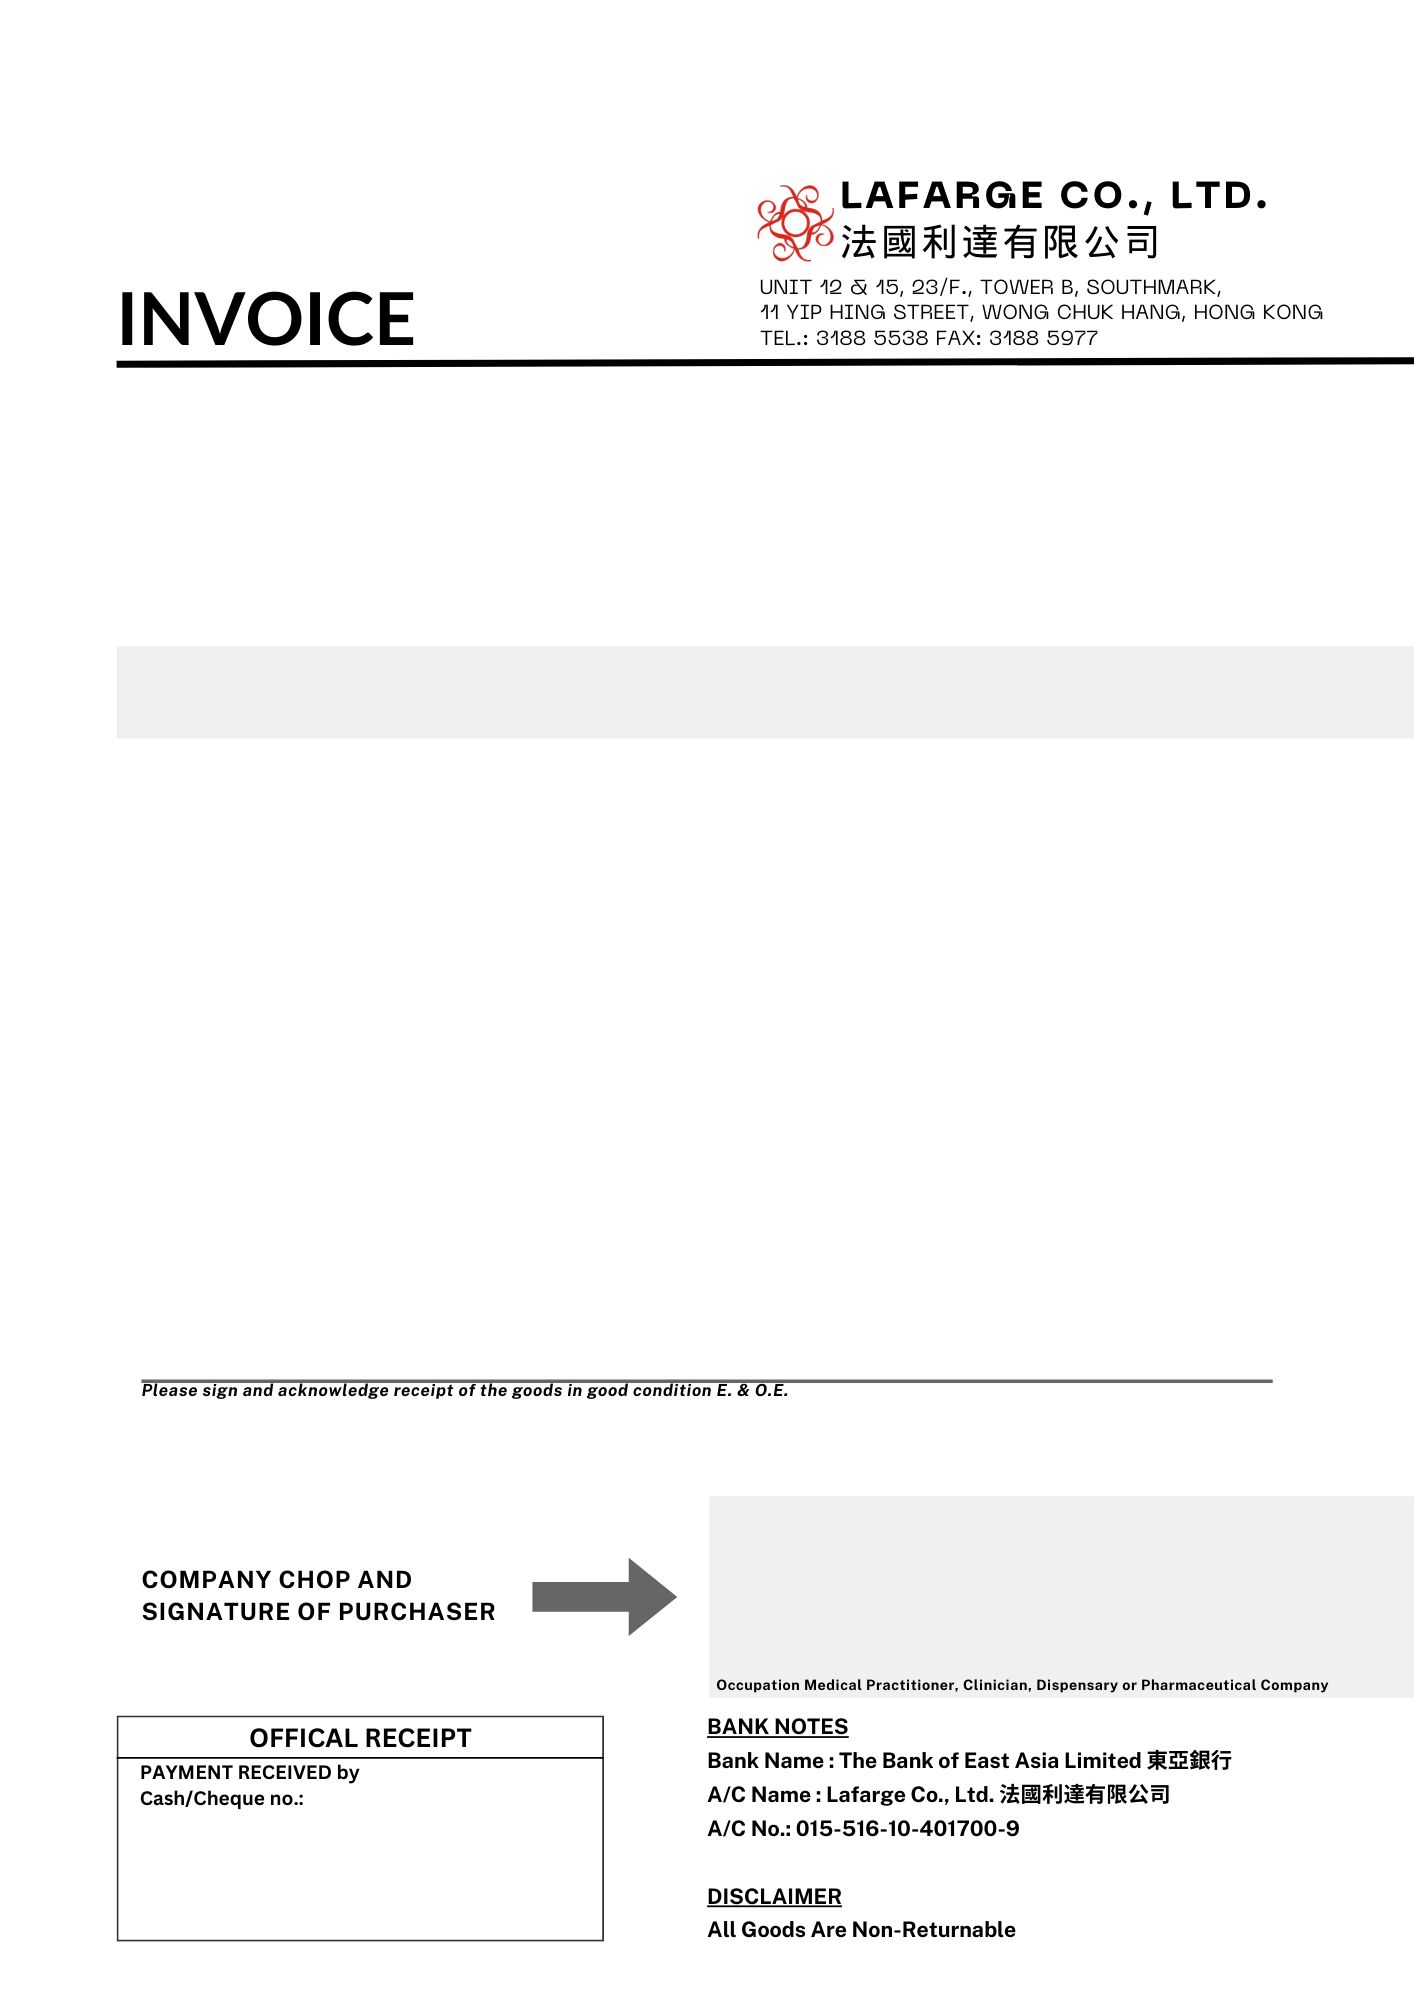 LAFARGE CO., LTD.
法國利達有限公司
INVOICE
UNIT 12 & 15, 23/F., TOWER B, SOUTHMARK,
11 YIP HING STREET, WONG CHUK HANG, HONG KONG
TEL.: 3188 5538 FAX: 3188 5977
Please sign and acknowledge receipt of the goods in good condition E. & O.E.
COMPANY CHOP AND
SIGNATURE OF PURCHASER
Occupation Medical Practitioner, Clinician, Dispensary or Pharmaceutical Company
OFFICAL RECEIPT
PAYMENT RECEIVED by
Cash/Cheque no.:
BANK NOTES
Bank Name : The Bank of East Asia Limited 東亞銀行
A/C Name : Lafarge Co., Ltd. 法國利達有限公司
A/C No.: 015-516-10-401700-9
DISCLAIMER
All Goods Are Non-Returnable